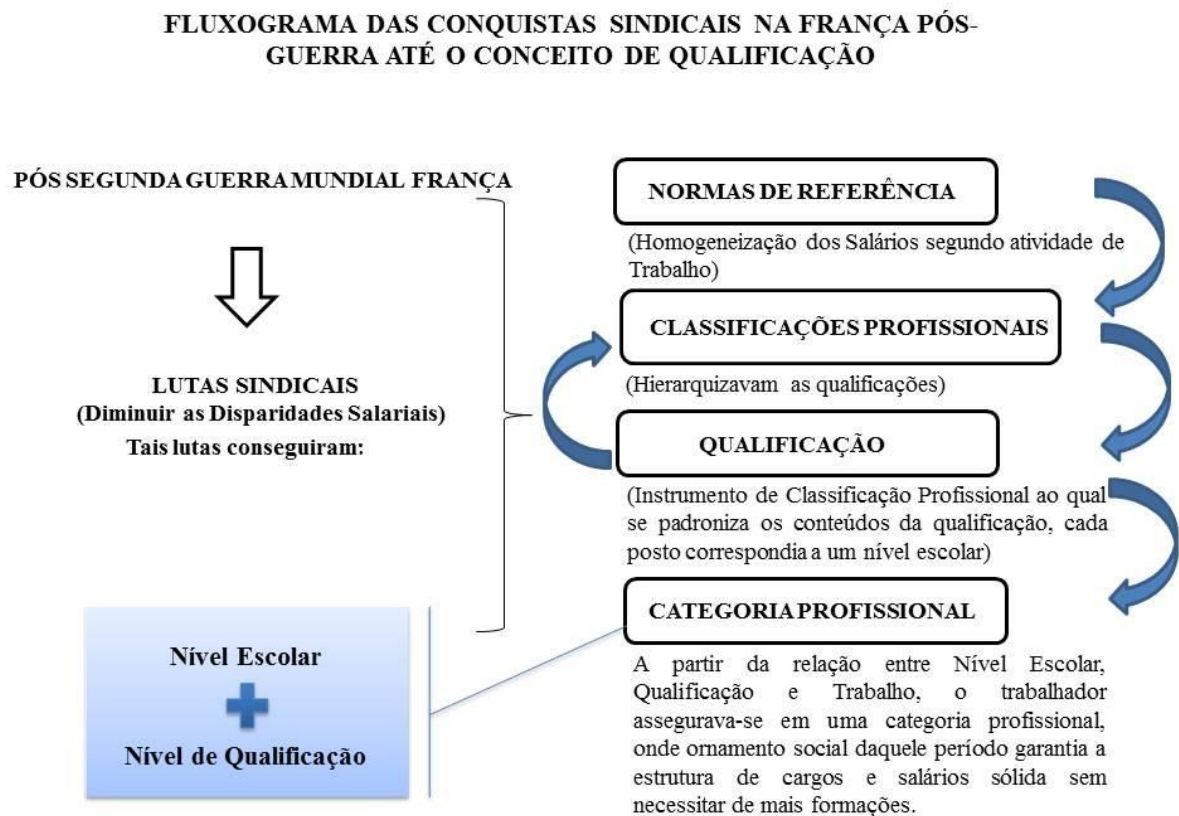 FLUXOGRAMA DAS CONQUISTAS SINDICAIS NA FRANÇA PÓS-
GUERRA ATÉ O CONCEITO DE QUALIFICAÇÃO
PÓS SEGUNDA GUERRA MUNDIAL FRANÇA
LUTAS SINDICAIS
(Diminuir as Disparidades Salariais)
Tais lutas conseguiram:
Nível Escolar
Nível de Qualificação
NORMAS DE REFERÊNCIA
(Homogeneização dos Salários segundo atividade de
Trabalho)
CLASSIFICAÇÕES PROFISSIONAIS
(Hierarquizavam as qualificações)
QUALIFICAÇÃO
(Instrumento de Classificação Profissional ao qual
se padroniza os conteúdos da qualificação, cada
posto correspondia a um nível escolar)
CATEGORIA PROFISSIONAL
A partir da relação entre Nível Escolar,
Qualificação e Trabalho, o trabalhador
assegurava-se em uma categoria profissional,
onde ornamento social daquele período garantia a
estrutura de cargos e salários sólida sem
necessitar de mais formações.